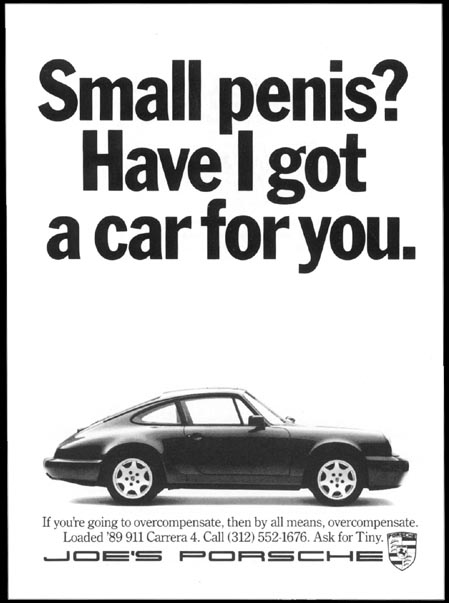 Small penis?
Have I got
a car for you.
If you're going to overcompensate, then by all means, overcompensate.
Loaded '89 911 Carrera 4. Call (312) 552-1676. Ask for Tiny.
JOE'S PORSCHE